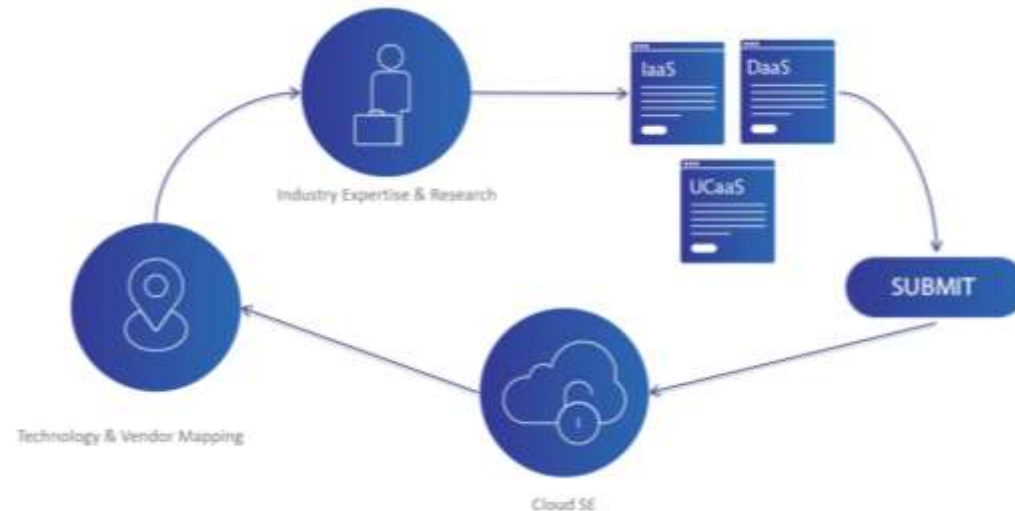 IaaS
DaaS
Industry Expertise & Research
UCaaS
SUBMIT
Technology & Vendor Mapping
Cloud SE